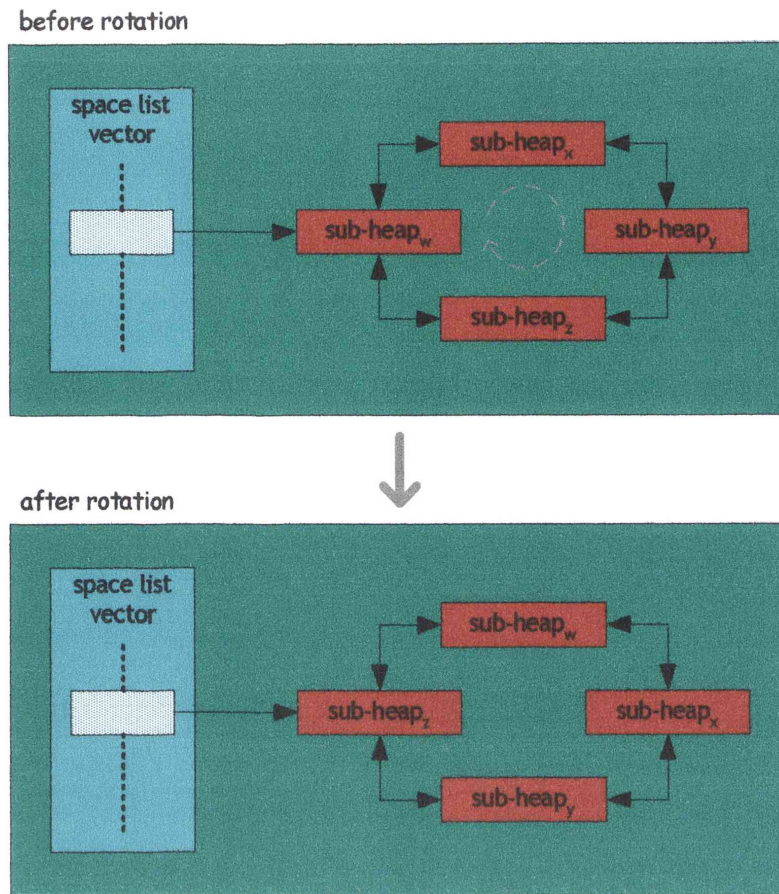 before rotation
space list
vector
sub-heapx
sub-heapw
sub-heapy
sub-heapz
after rotation
space list
vector
sub-heapw
sub-heapz
sub-heapx
sub-heapy